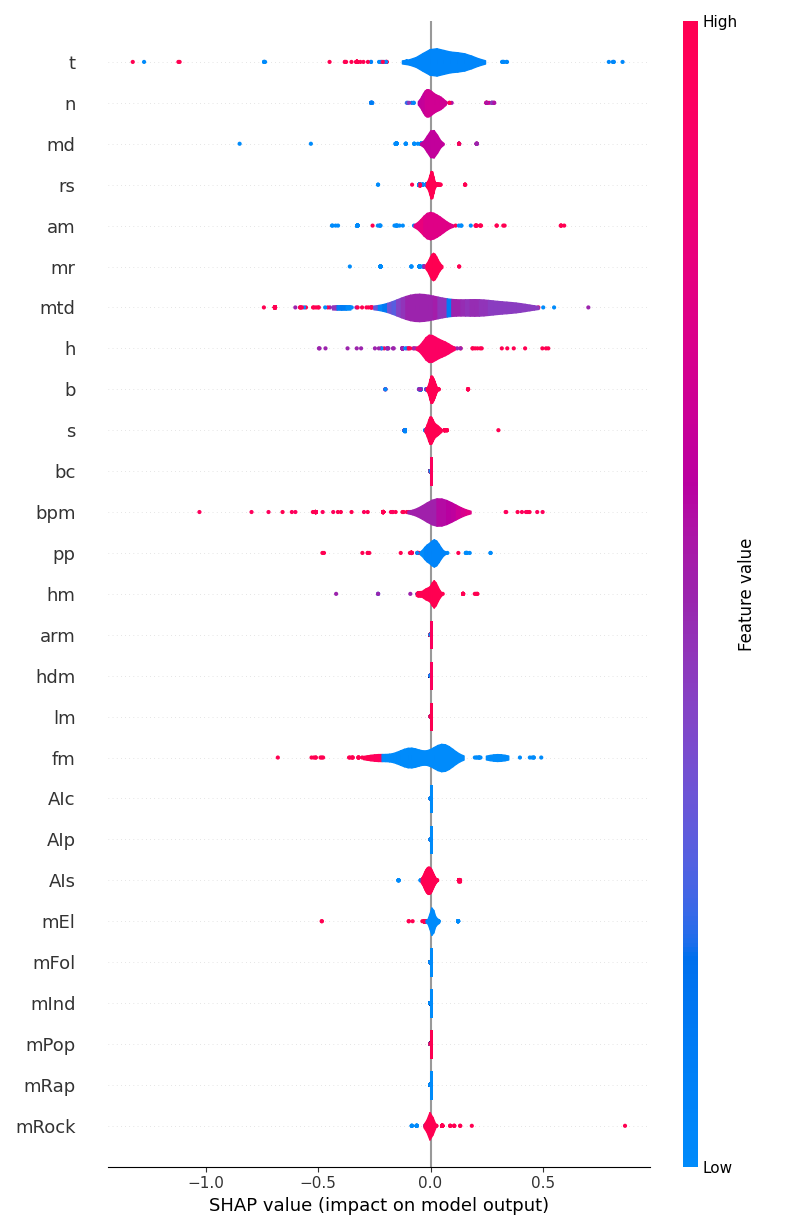 High
t
n
md
rs
am
mr
mtd
h
b
s
bc
bpm
pp
hm
arm
hdm
lm
fm
AIc
AIp
AIs
mEl
mFol
mInd
mPop
mRap
mRock
Feature value
Low
−1.0 −0.5 0.0 0.5
SHAP value (impact on model output)